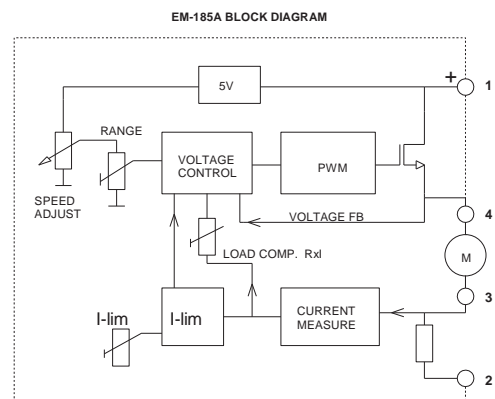 EM-185A BLOCK DIAGRAM
5V
+
1
RANGE
VOLTAGE
CONTROL
PWM
SPEED
ADJUST
VOLTAGE FB
4
LOAD COMP. RxI
M
I-lim
I-lim
CURRENT
MEASURE
3
2